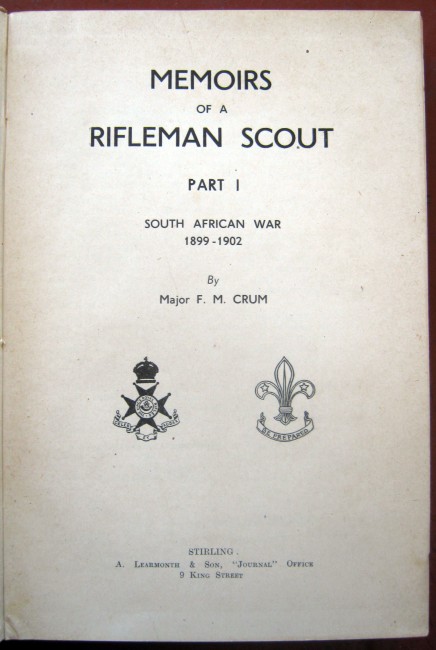 MEMOIRS
OF A
RIFLEMAN SCOUT
PART I
SOUTH AFRICAN WAR
1899-1902
By
Major F. M. CRUM
BE PREPARED
STIRLING.
A. LEARMONTH & SON, "JOURNAL" OFFICE
9 KING STREET